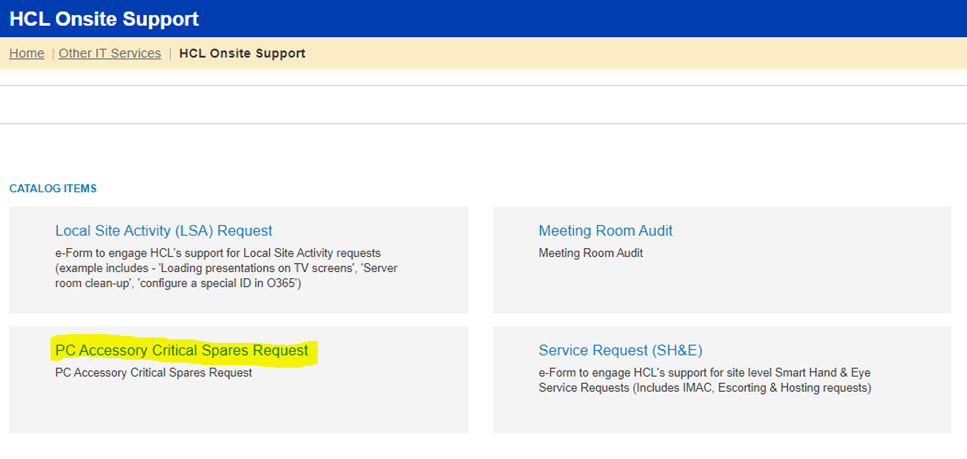 HCL Onsite Support
Home | Other IT Services | HCL Onsite Support
CATALOG ITEMS
Local Site Activity (LSA) Request
e-Form to engage HCL's support for Local Site Activity requests
(example includes - 'Loading presentations on TV screens', 'Server
room clean-up', 'configure a special ID in O365')
Meeting Room Audit
Meeting Room Audit
PC Accessory Critical Spares Request
PC Accessory Critical Spares Request
Service Request (SH&E)
e-Form to engage HCL's support for site level Smart Hand & Eye
Service Requests (Includes IMAC, Escorting & Hosting requests)